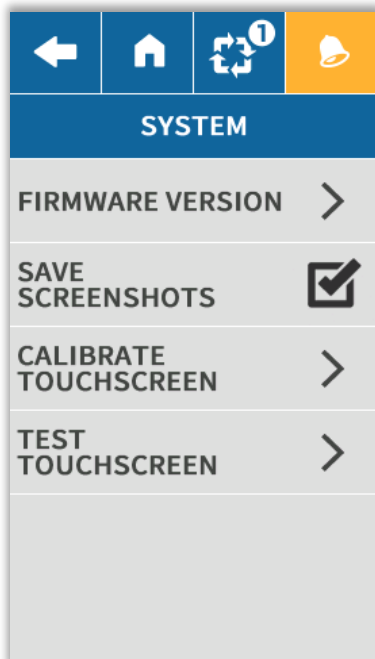 1
SYSTEM
FIRMWARE VERSION
SAVE
SCREENSHOTS
CALIBRATE
TOUCHSCREEN
TEST
TOUCHSCREEN